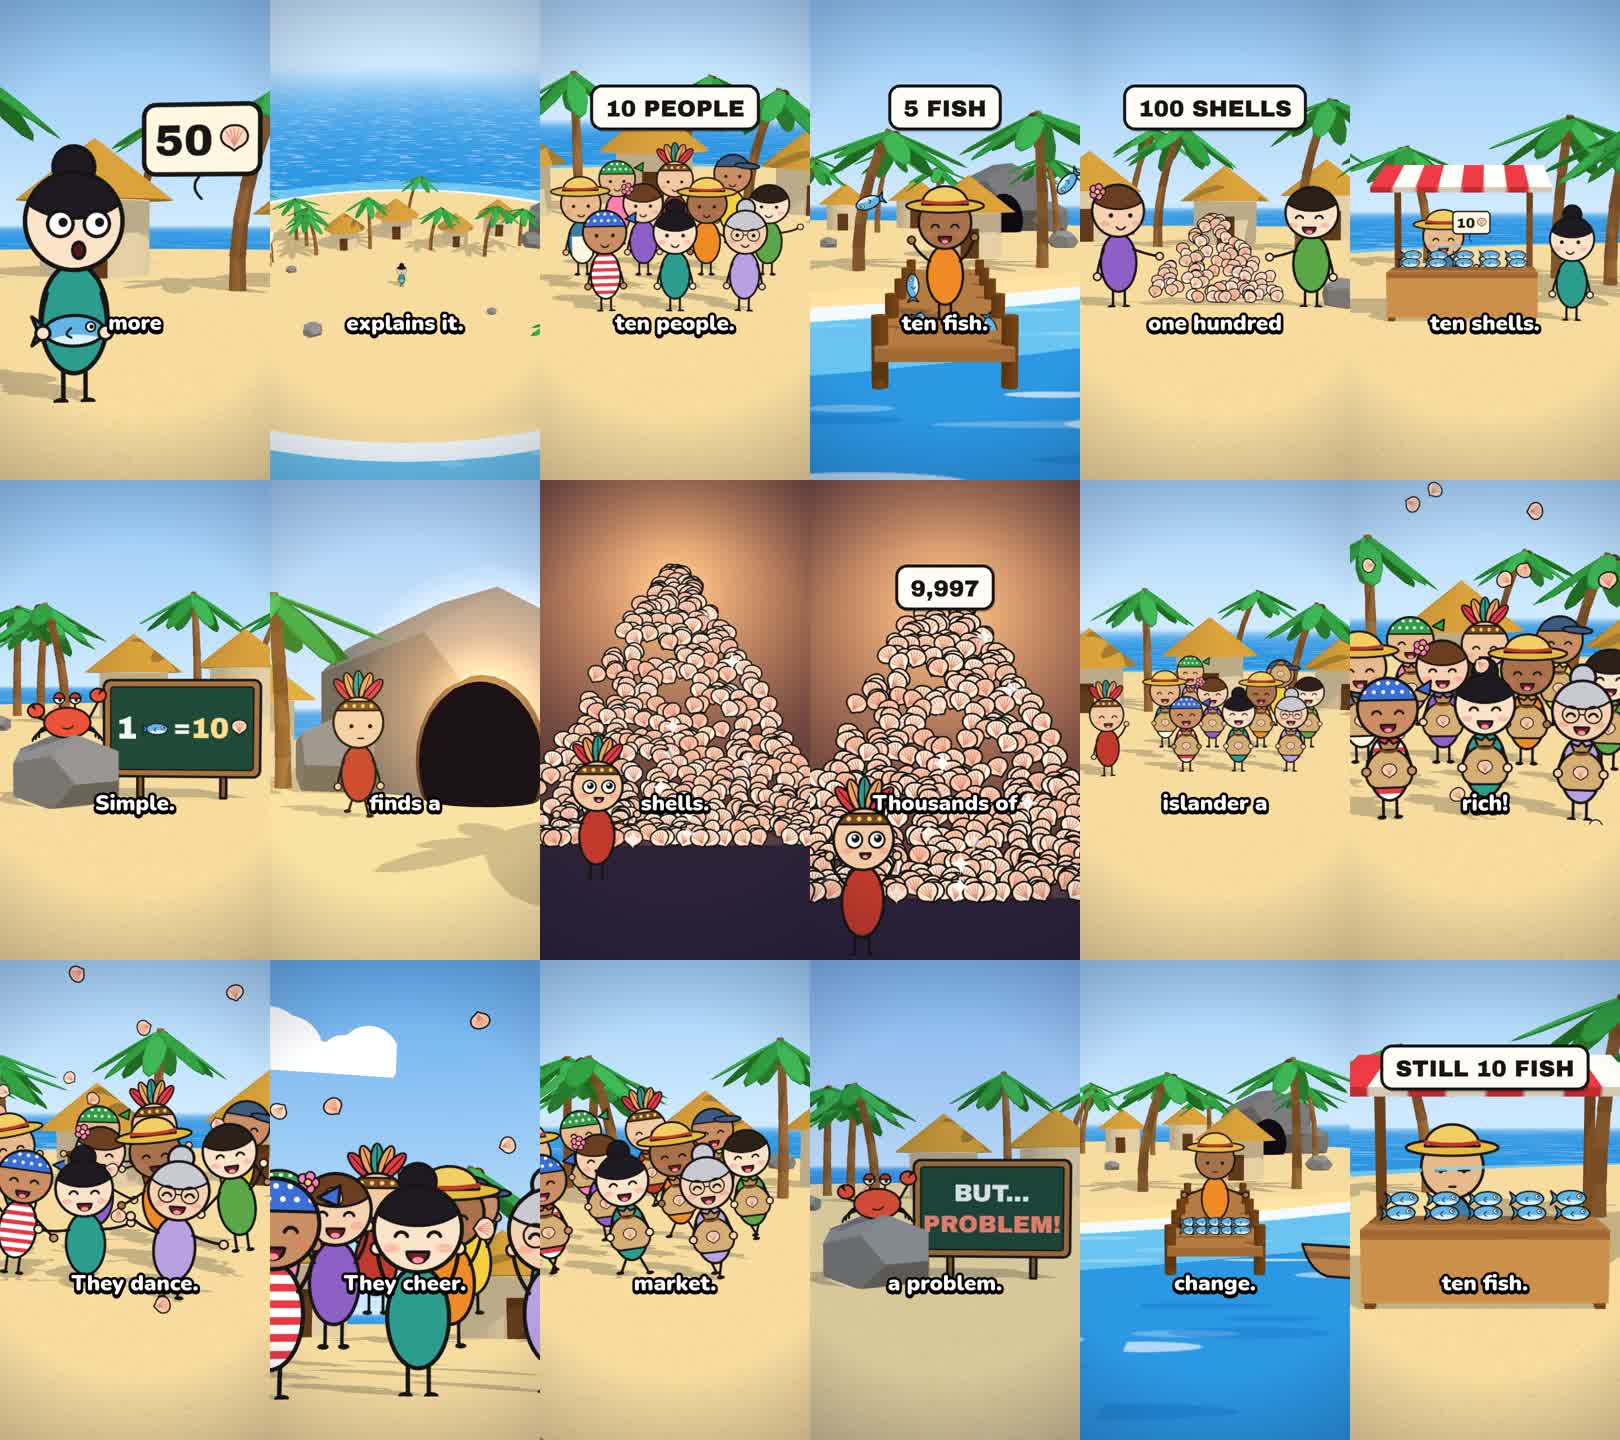 50
more
explains it.
10 PEOPLE
ten people.
5 FISH
ten fish.
100 SHELLS
one hundred
10
ten shells.
1 =10
Simple.
finds a
shells.
9,997
Thousands of
islander a
rich!
They dance.
They cheer.
market.
BUT...
PROBLEM!
a problem.
change.
STILL 10 FISH
ten fish.